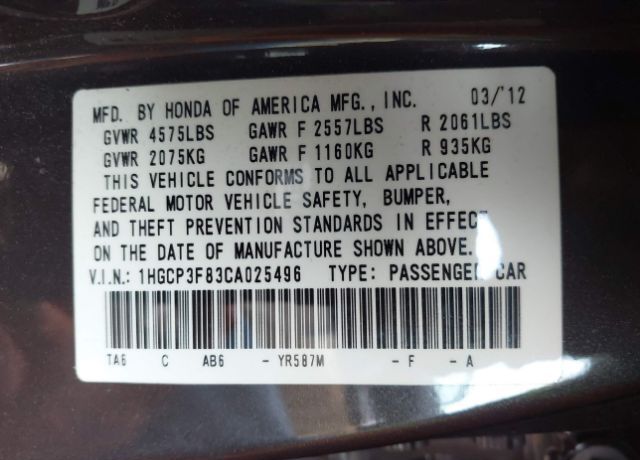 MFD. BY HONDA OF AMERICA MFG., INC. 03/'12
GVWR 4575LBS GAWR F 2557LBS R 2061LBS
GVWR 2075KG GAWR F 1160KG R 935KG
THIS VEHICLE CONFORMS TO ALL APPLICABLE
FEDERAL MOTOR VEHICLE SAFETY, BUMPER,
AND THEFT PREVENTION STANDARDS IN EFFECT
ON THE DATE OF MANUFACTURE SHOWN ABOVE.
V.I.N.: 1HGCP3F83CA025496 TYPE: PASSENGER CAR
TA6 C AB6 - YR587M - F - A